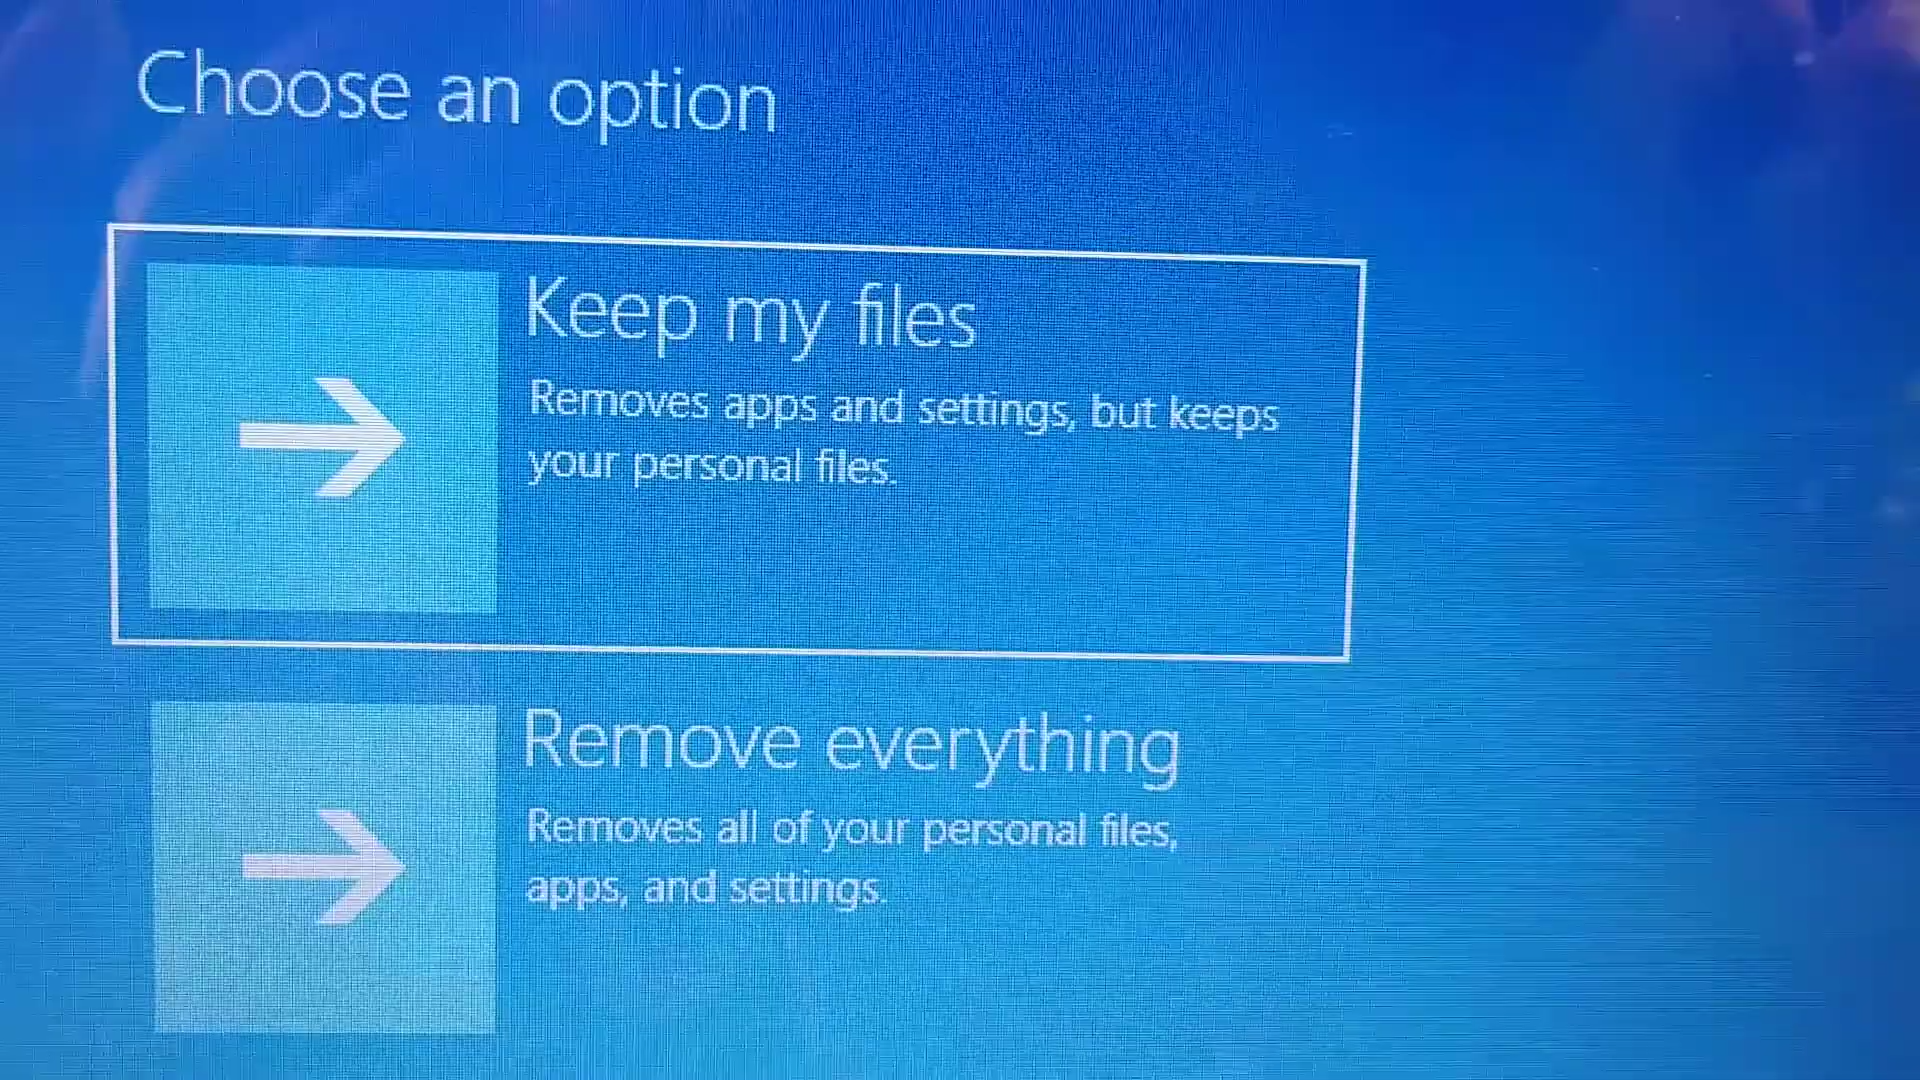 Choose an option
Keep my files
Removes apps and settings, but keeps
your personal files.
Remove everything
Removes all of your personal files,
apps, and settings.